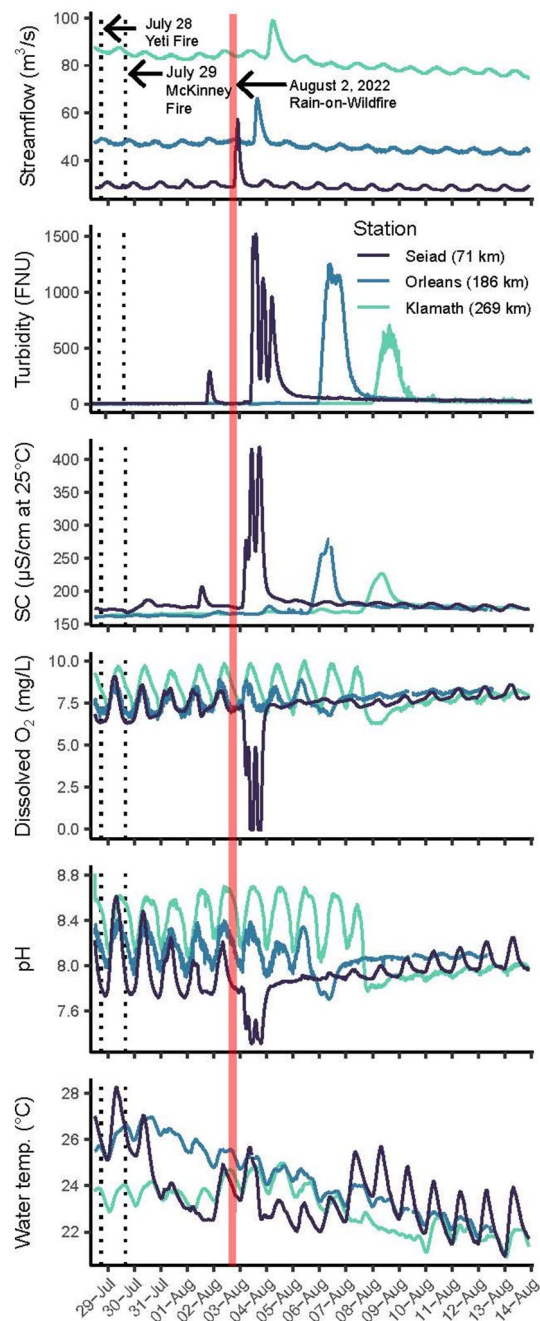 July 28
Yeti Fire
July 29
McKinney
Fire
August 2, 2022
Rain-on-Wildfire
Streamflow (m³/s)
100
80
60
40
Station
Seiad (71 km)
Orleans (186 km)
Klamath (269 km)
Turbidity (FNU)
1500
1000
500
0
SC (µS/cm at 25°C)
400
350
300
250
200
150
Dissolved O₂ (mg/L)
10.0
7.5
5.0
2.5
0.0
pH
8.8
8.4
8.0
7.6
Water temp. (°C)
28
26
24
22
29-Jul
30-Jul
31-Jul
01-Aug
02-Aug
03-Aug
04-Aug
05-Aug
06-Aug
07-Aug
08-Aug
09-Aug
10-Aug
11-Aug
12-Aug
13-Aug
14-Aug